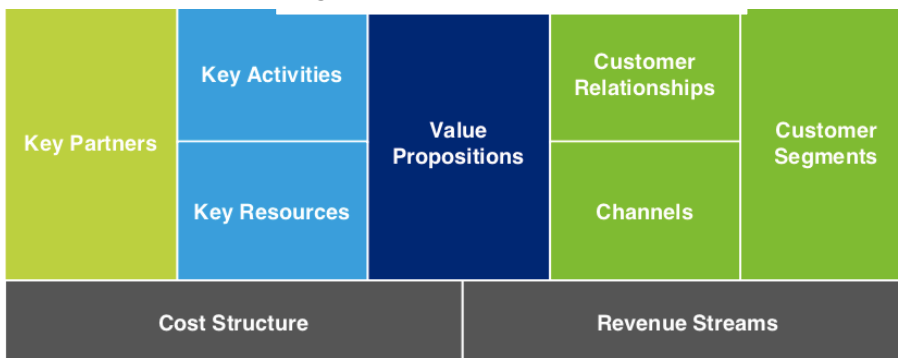 Key Partners
Key Activities
Key Resources
Value
Propositions
Customer
Relationships
Channels
Customer
Segments
Cost Structure
Revenue Streams